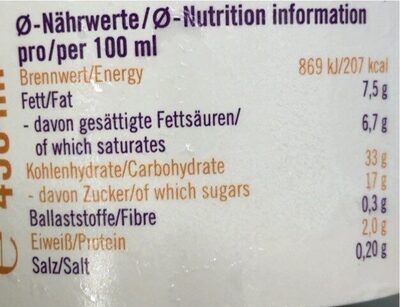 Ø-Nährwerte/Ø-Nutrition information
pro/per 100 ml
Brennwert/Energy 869 kJ/207 kcal
Fett/Fat 7,5 g
- davon gesättigte Fettsäuren/
of which saturates 6,7 g
Kohlenhydrate/Carbohydrate 33 g
- davon Zucker/of which sugars 17 g
Ballaststoffe/Fibre 0,3 g
Eiweiß/Protein 2,0 g
Salz/Salt 0,20 g